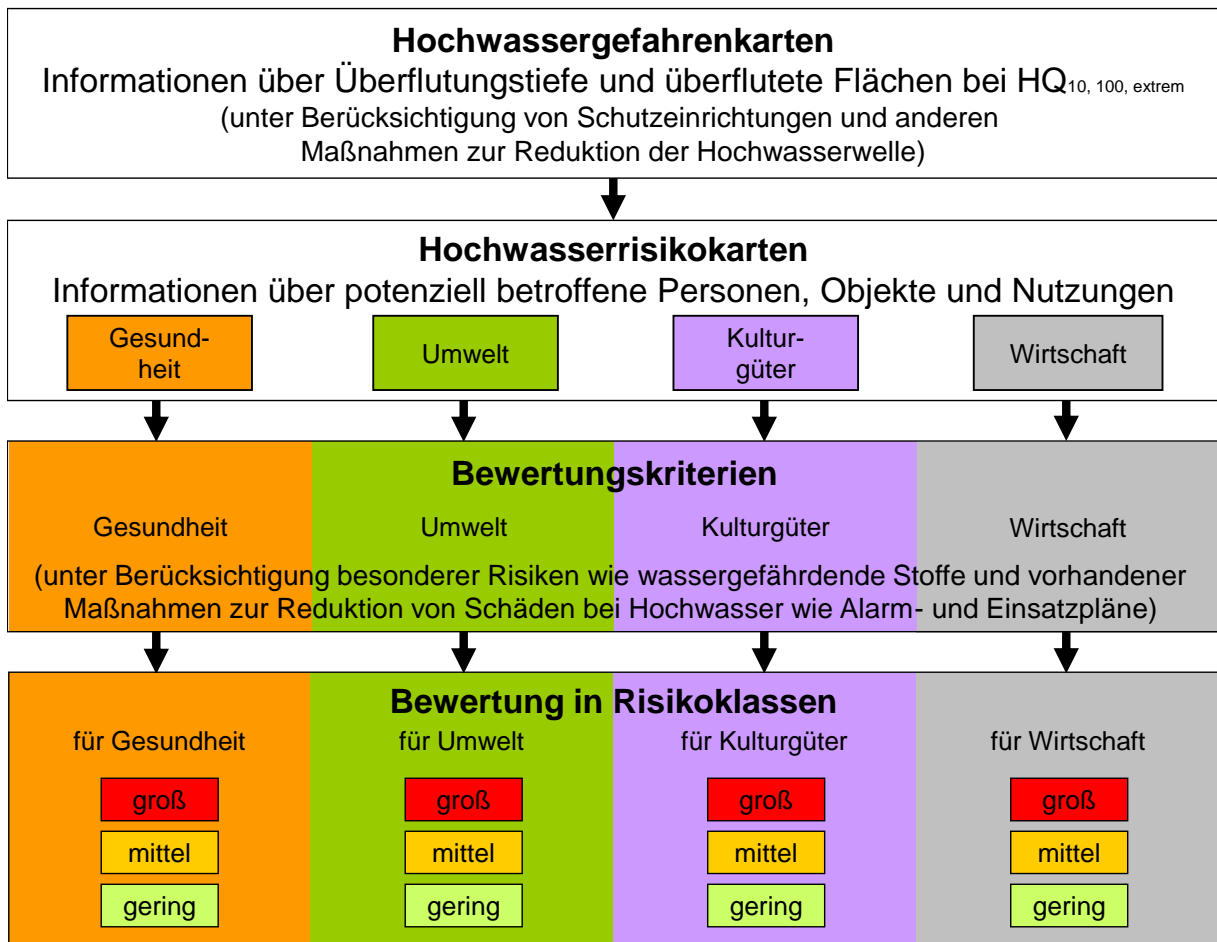 Hochwassergefahrenkarten
Informationen über Überflutungstiefe und überflutete Flächen bei HQ10, 100, extrem
(unter Berücksichtigung von Schutzeinrichtungen und anderen
Maßnahmen zur Reduktion der Hochwasserwelle)
Hochwasserrisikokarten
Informationen über potenziell betroffene Personen, Objekte und Nutzungen
Gesund-
heit
Umwelt
Kultur-
güter
Wirtschaft
Bewertungskriterien
Gesundheit
Umwelt
Kulturgüter
Wirtschaft
(unter Berücksichtigung besonderer Risiken wie wassergefährdende Stoffe und vorhandener
Maßnahmen zur Reduktion von Schäden bei Hochwasser wie Alarm- und Einsatzpläne)
Bewertung in Risikoklassen
für Gesundheit
für Umwelt
für Kulturgüter
für Wirtschaft
groß
groß
groß
groß
mittel
mittel
mittel
mittel
gering
gering
gering
gering